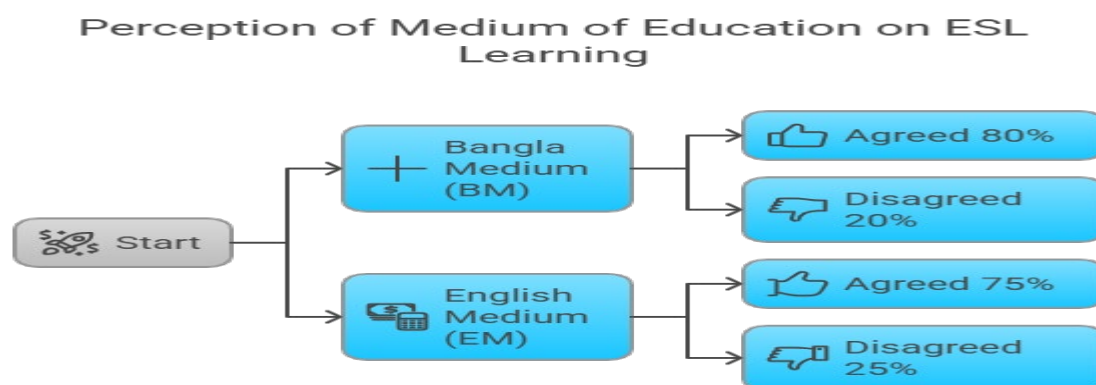 Perception of Medium of Education on ESL
Learning
Bangla
Medium
(BM)
Agreed 80%
Disagreed
20%
Start
English
Medium
(EM)
Agreed 75%
Disagreed
25%